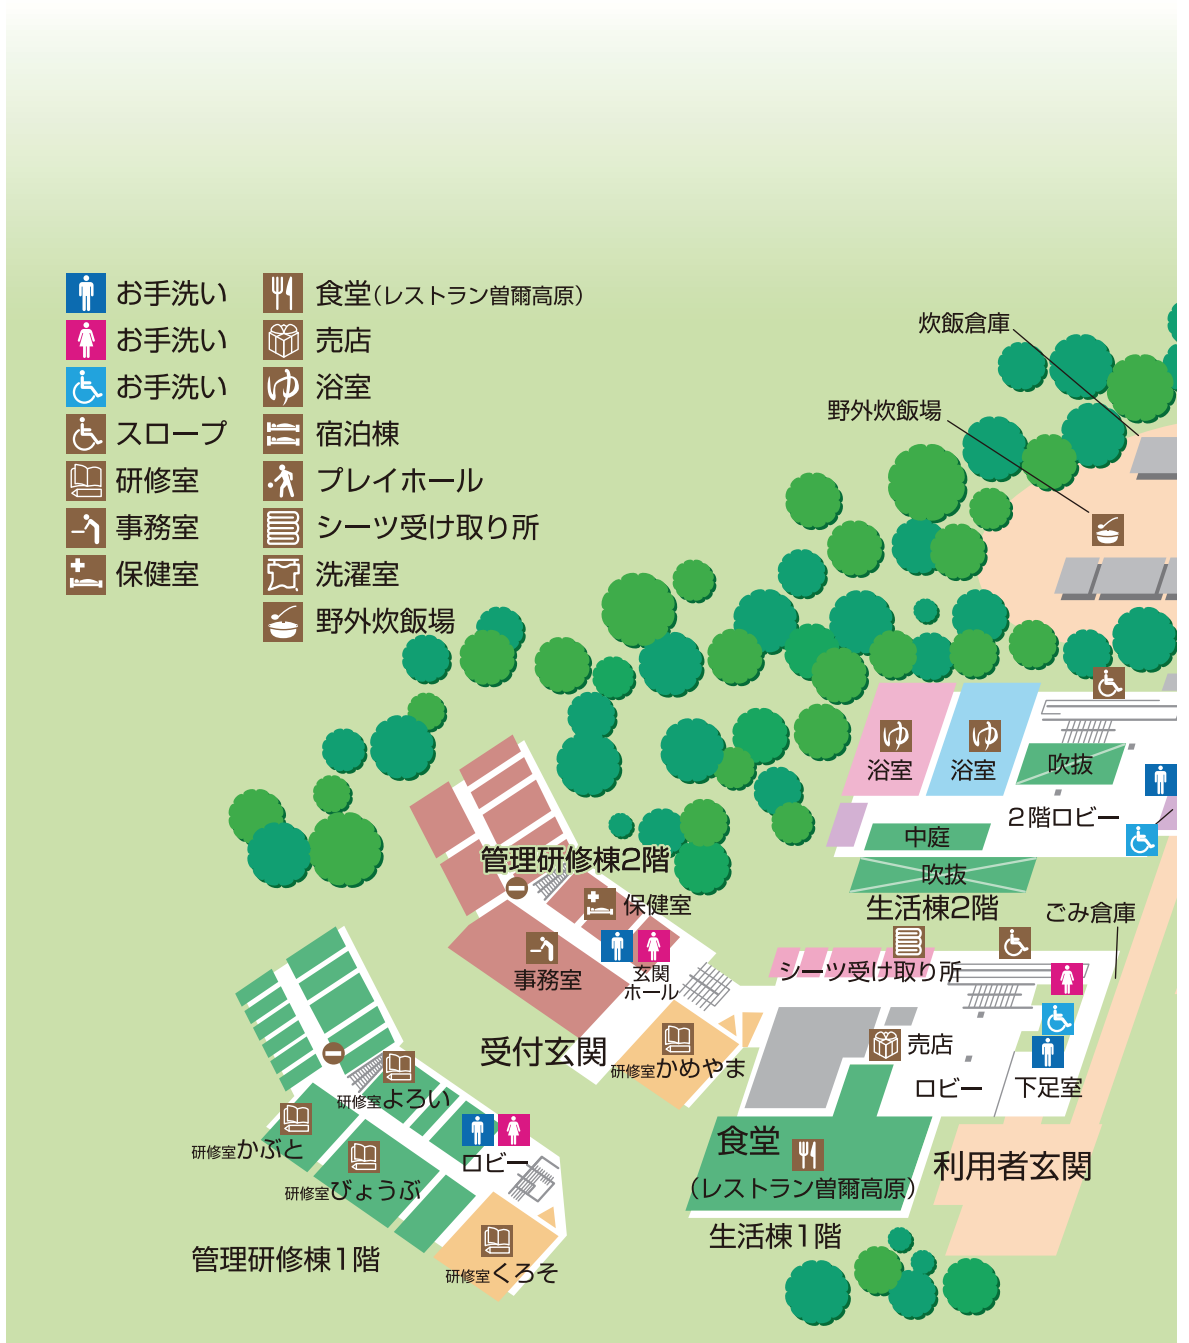 お手洗い
お手洗い
お手洗い
スロープ
研修室
事務室
保健室
食堂(レストラン曽爾高原)
売店
ゆ
浴室
宿泊棟
プレイホール
シーツ受け取り所
洗濯室
野外炊飯場
炊飯倉庫
野外炊飯場
ゆ
浴室
ゆ
浴室
吹抜
2階ロビー
中庭
吹抜
生活棟2階
ごみ倉庫
管理研修棟2階
保健室
事務室
玄関
ホール
受付玄関
研修室かめやま
シーツ受け取り所
売店
ロビー
下足室
食堂
(レストラン曽爾高原)
利用者玄関
生活棟1階
研修室よろい
研修室かぶと
研修室びょうぶ
ロビー
研修室くろそ
管理研修棟1階